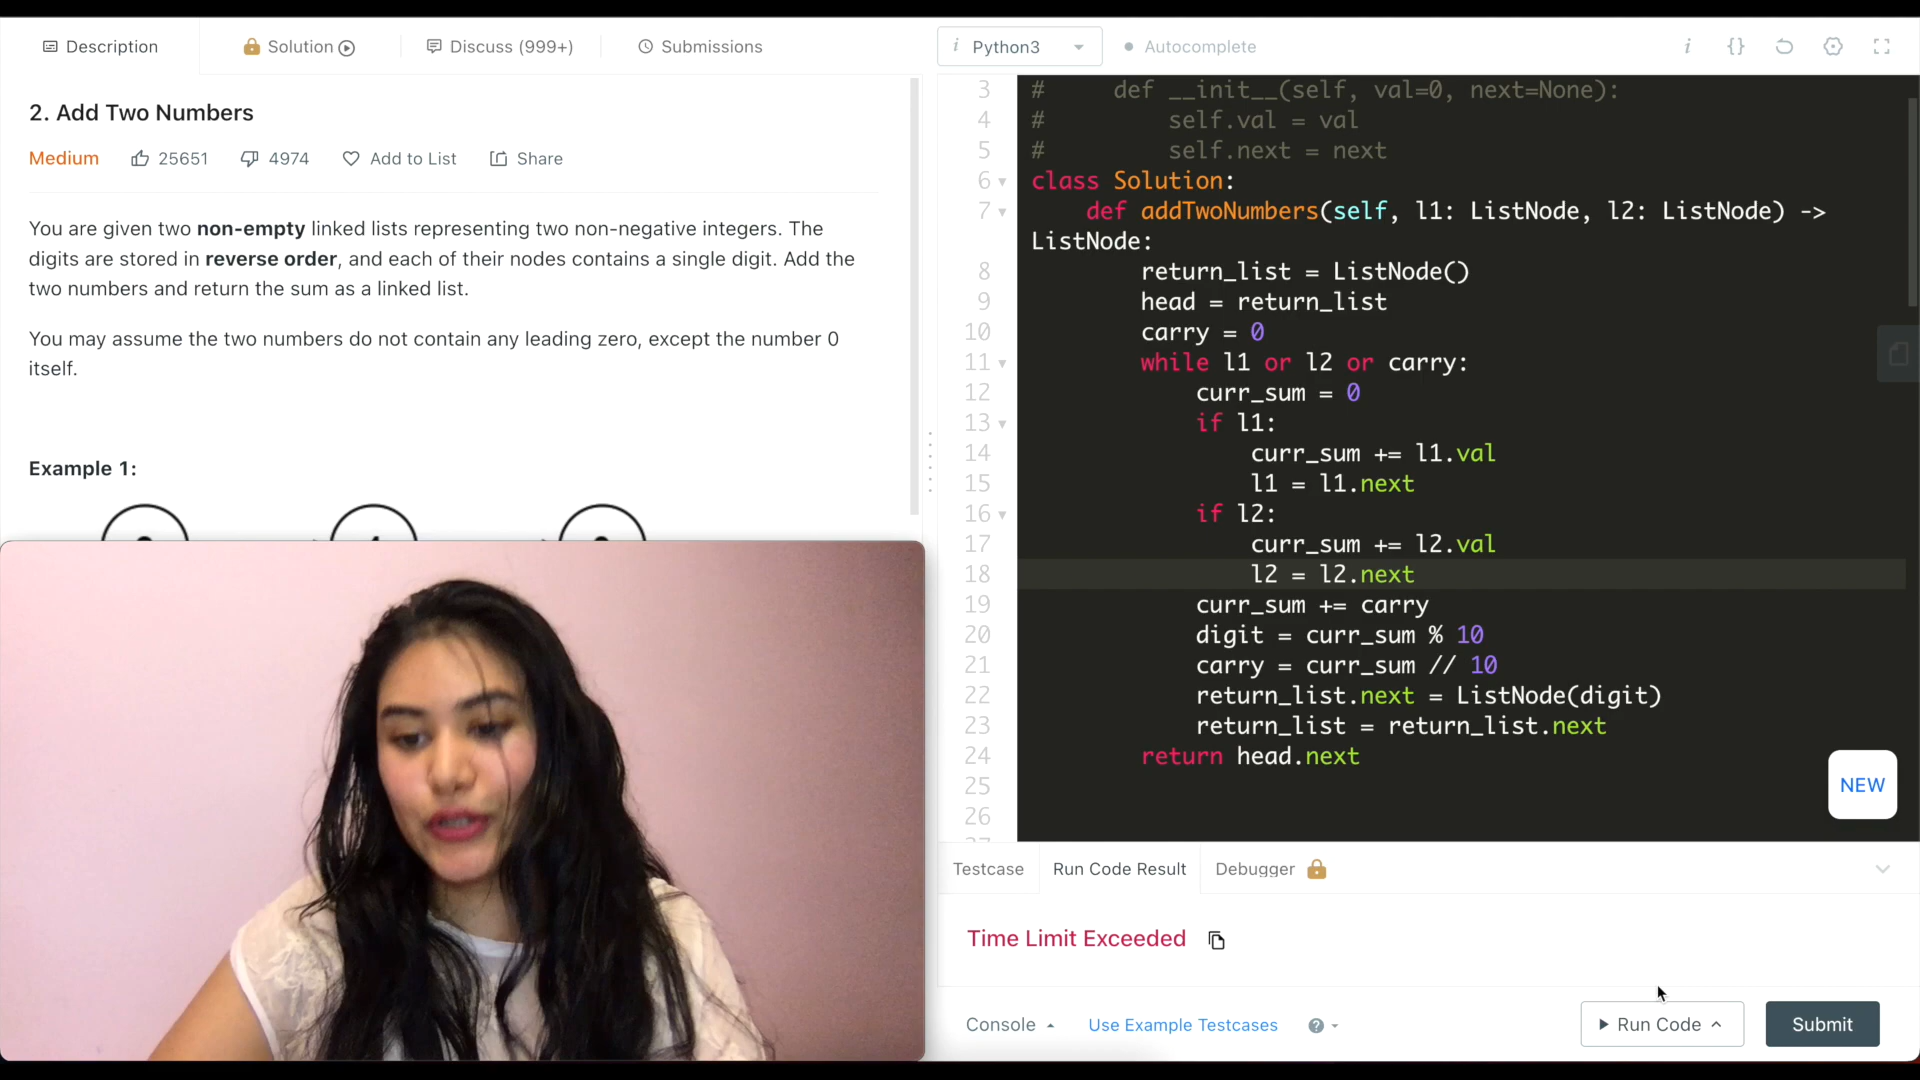 Description
Solution
Discuss (999+)
Submissions
i Python3
Autocomplete
i {}
2. Add Two Numbers
Medium 25651 4974 Add to List Share
You are given two non-empty linked lists representing two non-negative integers. The
digits are stored in reverse order, and each of their nodes contains a single digit. Add the
two numbers and return the sum as a linked list.
You may assume the two numbers do not contain any leading zero, except the number 0
itself.
Example 1:
3 #     def __init__(self, val=0, next=None):
4 #         self.val = val
5 #         self.next = next
6 class Solution:
7     def addTwoNumbers(self, l1: ListNode, l2: ListNode) ->
ListNode:
8         return_list = ListNode()
9         head = return_list
10         carry = 0
11         while l1 or l2 or carry:
12             curr_sum = 0
13             if l1:
14                 curr_sum += l1.val
15                 l1 = l1.next
16             if l2:
17                 curr_sum += l2.val
18                 l2 = l2.next
19             curr_sum += carry
20             digit = curr_sum % 10
21             carry = curr_sum // 10
22             return_list.next = ListNode(digit)
23             return_list = return_list.next
24         return head.next
25
26
NEW
Testcase
Run Code Result
Debugger
Time Limit Exceeded
Console
Use Example Testcases
?
Run Code
Submit